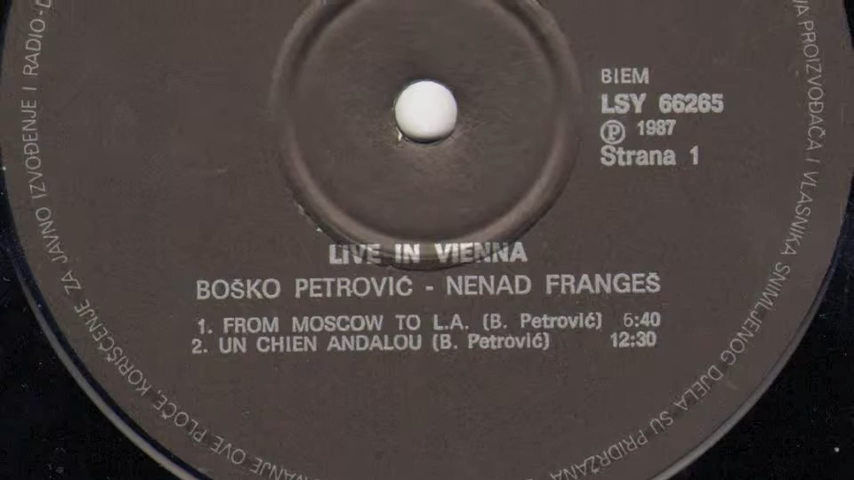 BIEM
LSY 66265
Ⓟ 1987
Strana 1
LIVE IN VIENNA
BOŠKO PETROVIĆ - NENAD FRANGEŠ
1. FROM MOSCOW TO L.A. (B. Petrović) 6:40
2. UN CHIEN ANDALOU (B. Petrović) 12:30
PROIZVOĐAČA I VLASNIKA SNIMLJENOG DJELA SU PRIDRŽANA
OVE PLOČE, KORIŠĆENJE ZA JAVNO IZVOĐENJE I RADIO-